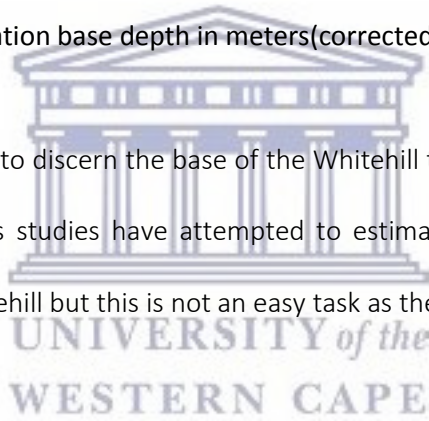 ation base depth in meters(corrected
to discern the base of the Whitehill t
s studies have attempted to estima
ehill but this is not an easy task as the
UNIVERSITY of the
WESTERN CAPE